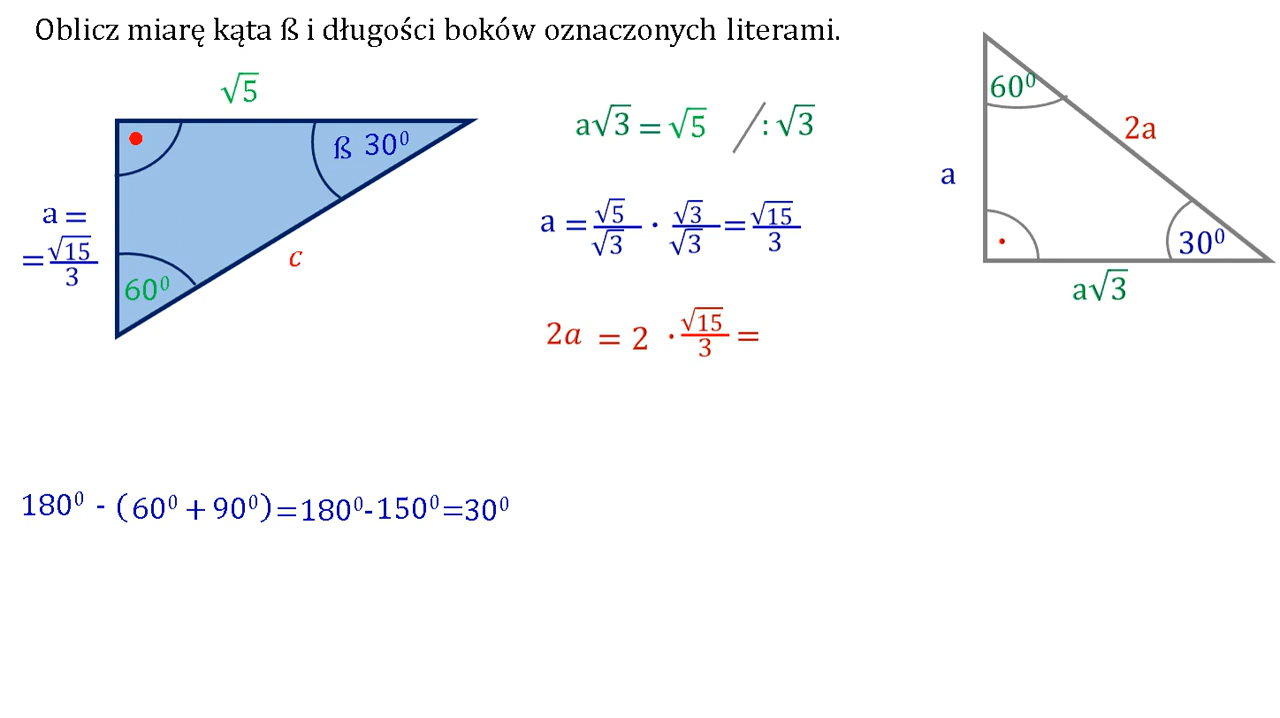 Oblicz miarę kąta ß i długości boków oznaczonych literami.
√5
ß 30⁰
a =
= √15/3
60⁰
c
a√3 = √5 /: √3
a = √5/√3 · √3/√3 = √15/3
2a = 2 · √15/3 =
60⁰
2a
a
30⁰
a√3
180⁰ - (60⁰ + 90⁰) = 180⁰-150⁰=30⁰